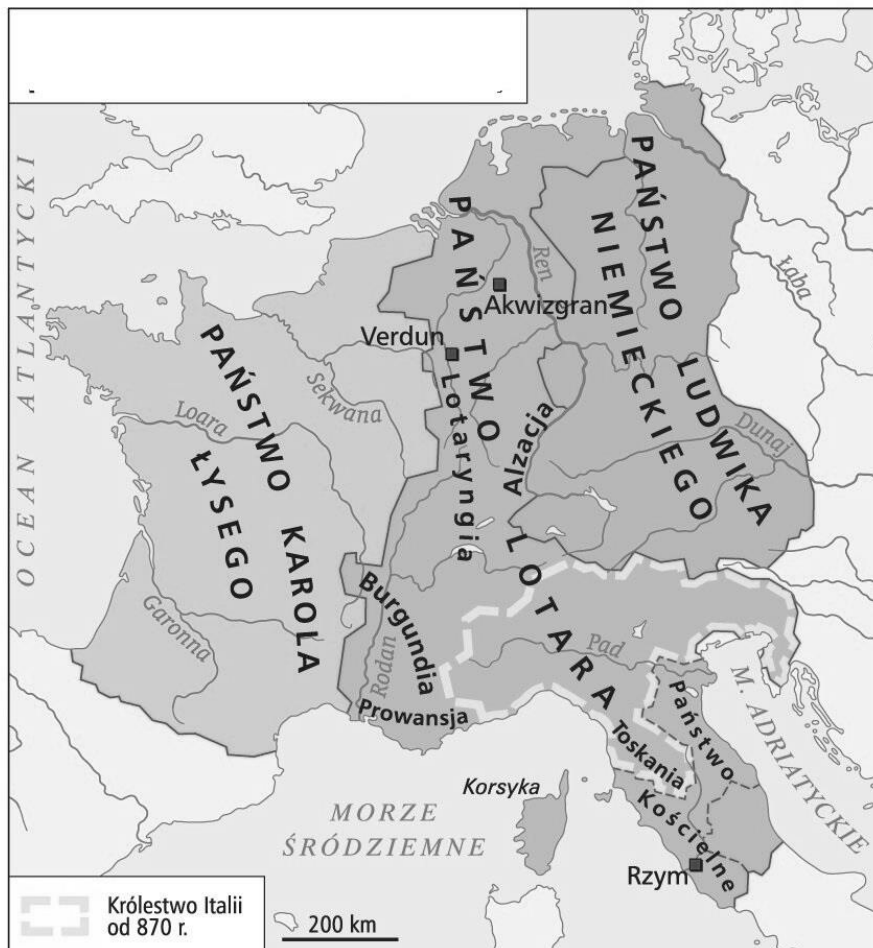 OCEAN ATLANTYCKI
PAŃSTWO KAROLA
ŁYSEGO
PAŃSTWO LOTARA
PAŃSTWO LUDWIKA
NIEMIECKIEGO
Ren
Łaba
Akwizgran
Verdun
Sekwana
Loara
Lotaryngia
Alzacja
Dunaj
Garonna
Burgundia
Rodan
Prowansja
Pad
Państwo
Kościelne
Toskania
M. ADRIATYCKIE
Korsyka
MORZE
ŚRÓDZIEMNE
Rzym
Królestwo Italii
od 870 r.
200 km